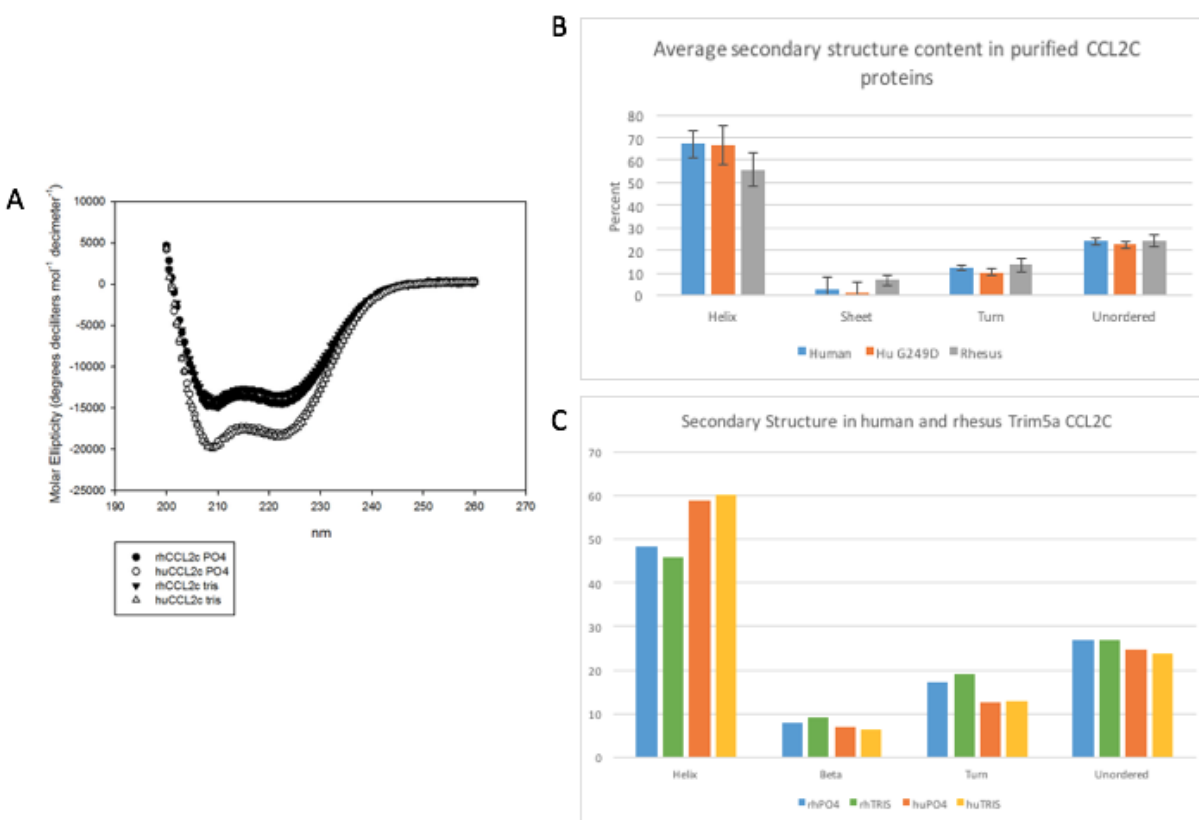 A
Molar Ellipticity (degrees deciliters mol⁻¹ decimeter⁻¹)
10000
5000
0
-5000
-10000
-15000
-20000
-25000
190 200 210 220 230 240 250 260 270
nm
rhCCL2c PO4
huCCL2c PO4
rhCCL2c tris
huCCL2c tris
B
Average secondary structure content in purified CCL2C
proteins
Percent
80
70
60
50
40
30
20
10
0
Helix Sheet Turn Unordered
Human Hu G249D Rhesus
C
Secondary Structure in human and rhesus Trim5a CCL2C
70
60
50
40
30
20
10
0
Helix Beta Turn Unordered
rhPO4 rhTRIS huPO4 huTRIS